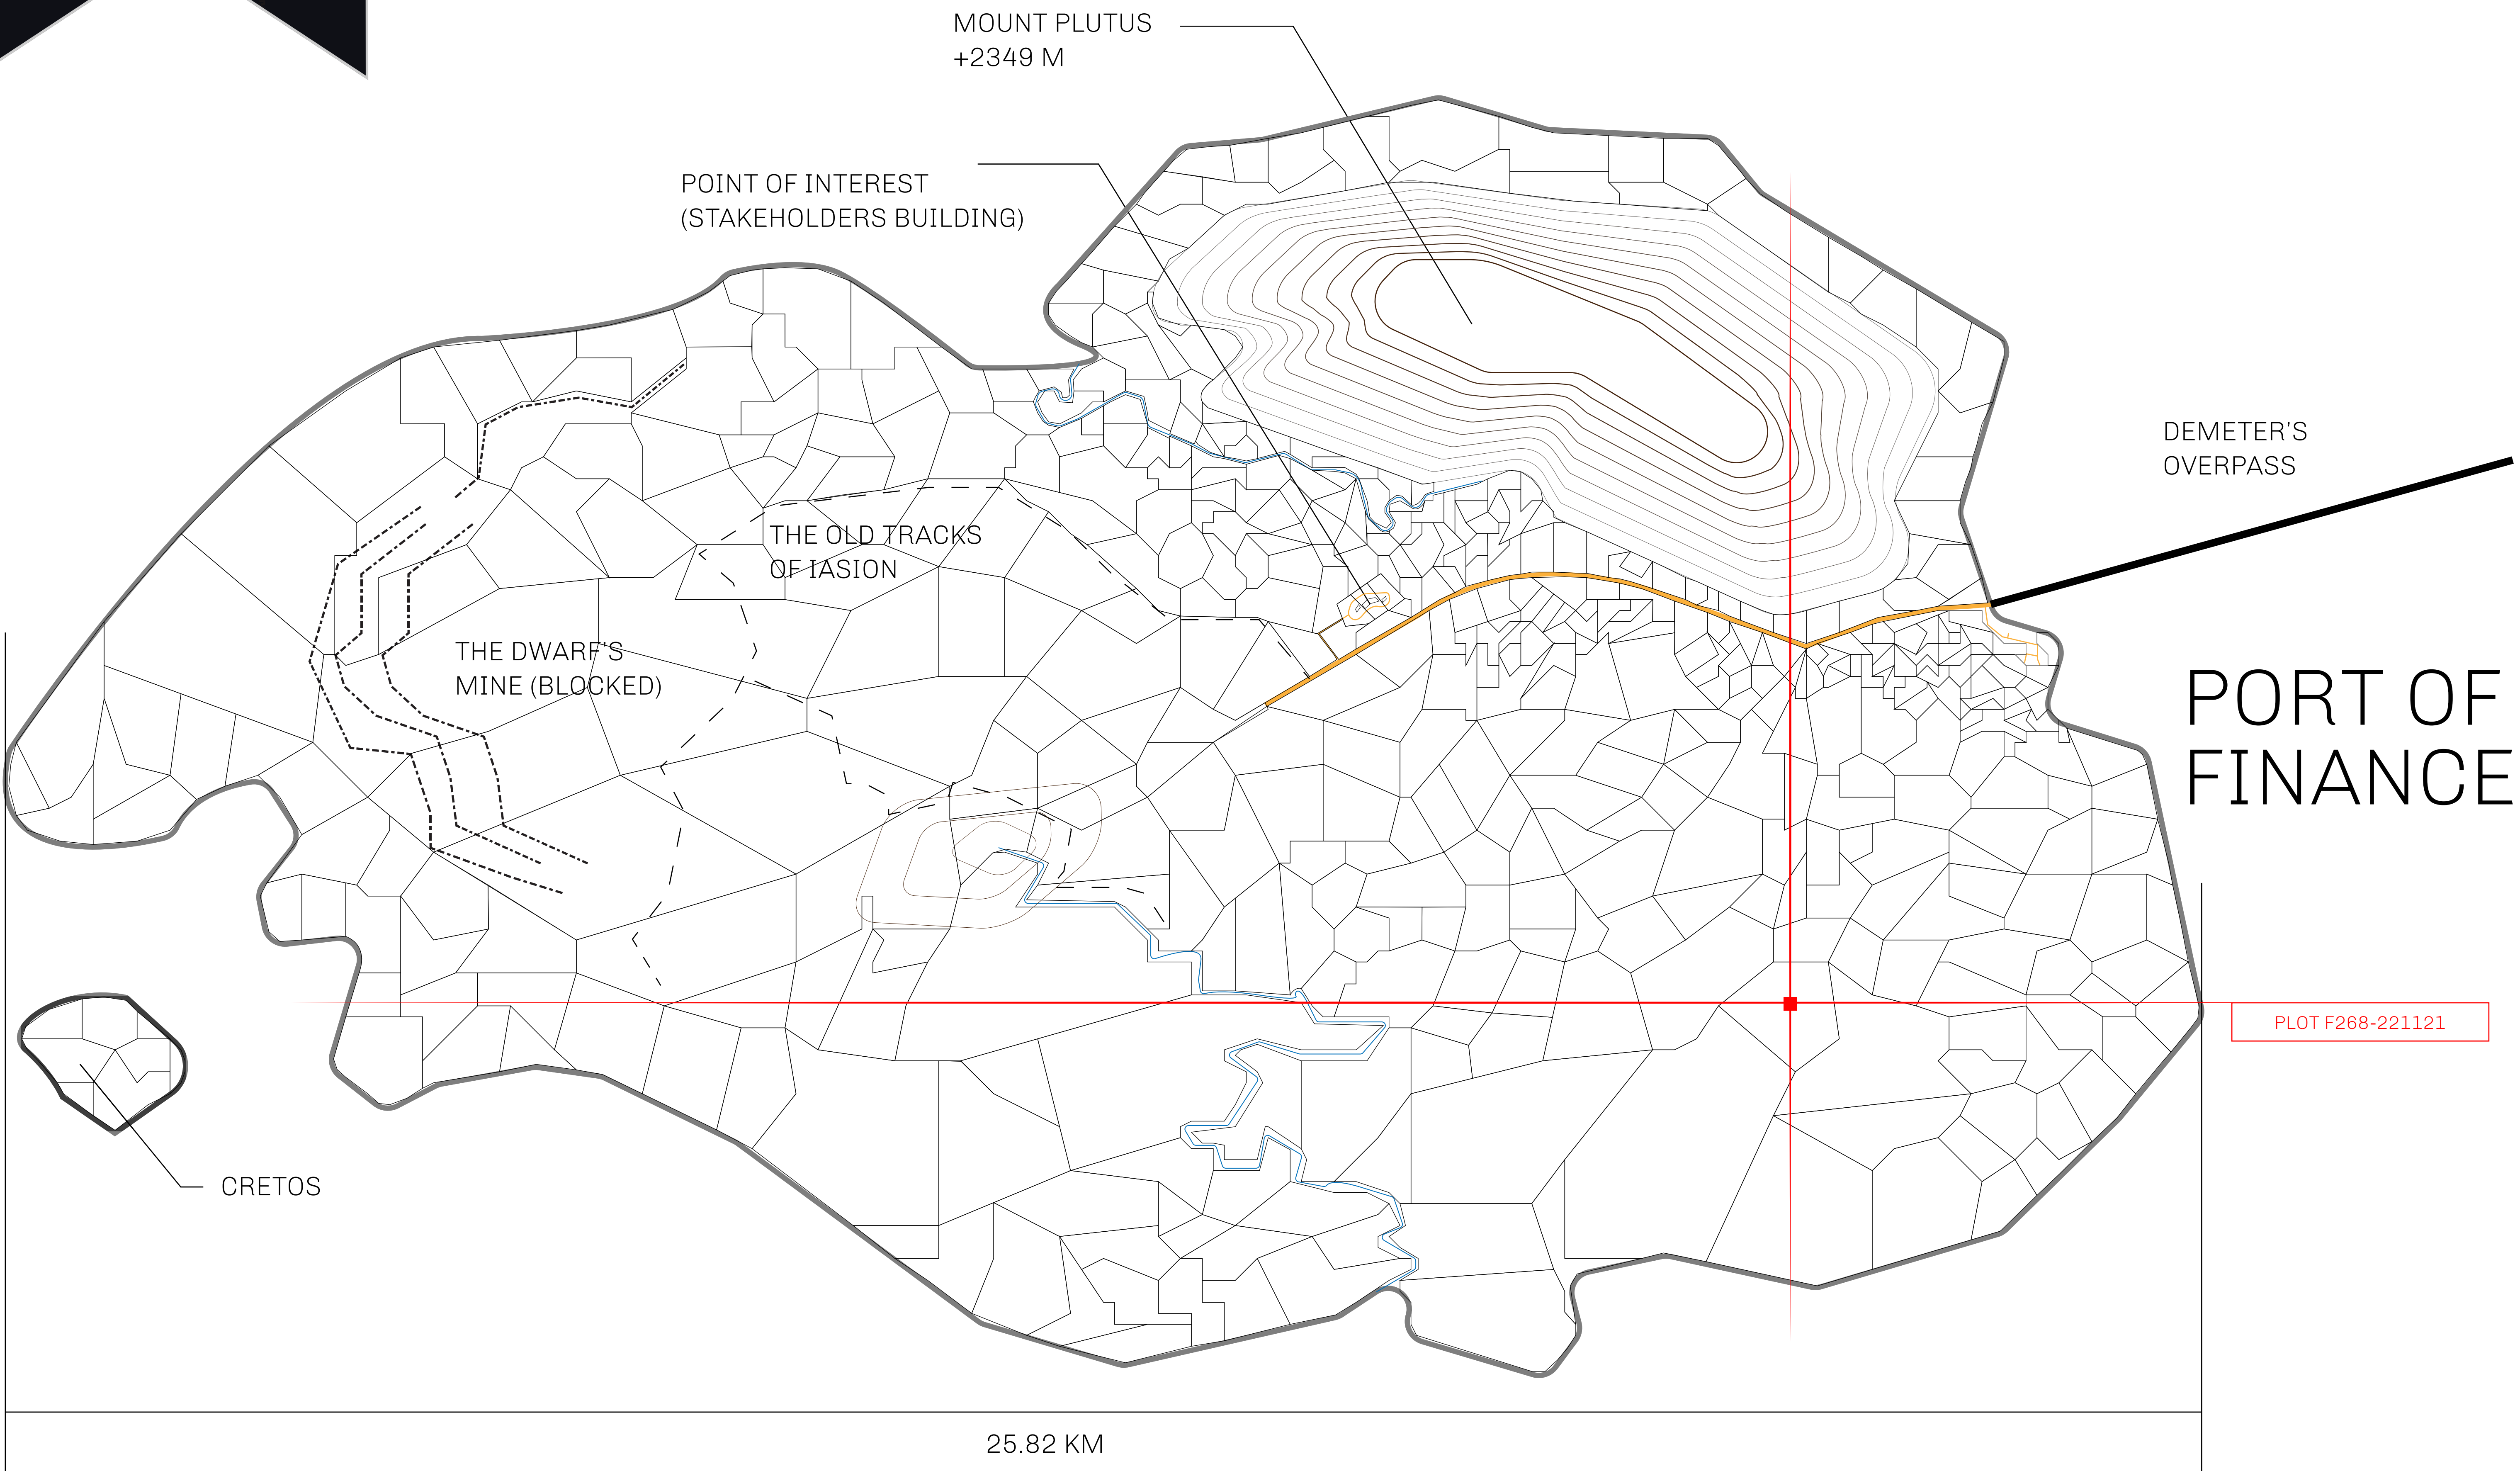 MOUNT PLUTUS
+2349 M
POINT OF INTEREST
(STAKEHOLDERS BUILDING)
DEMETER'S
OVERPASS
THE OLD TRACKS
OF IASION
THE DWARF'S
MINE (BLOCKED)
PORT OF
FINANCE
PLOT F268-221121
CRETOS
25.82 KM